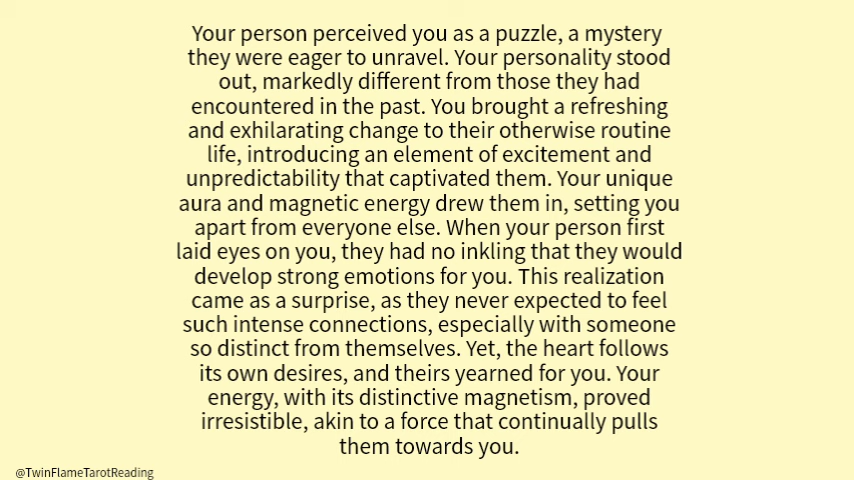 Your person perceived you as a puzzle, a mystery
they were eager to unravel. Your personality stood
out, markedly different from those they had
encountered in the past. You brought a refreshing
and exhilarating change to their otherwise routine
life, introducing an element of excitement and
unpredictability that captivated them. Your unique
aura and magnetic energy drew them in, setting you
apart from everyone else. When your person first
laid eyes on you, they had no inkling that they would
develop strong emotions for you. This realization
came as a surprise, as they never expected to feel
such intense connections, especially with someone
so distinct from themselves. Yet, the heart follows
its own desires, and theirs yearned for you. Your
energy, with its distinctive magnetism, proved
irresistible, akin to a force that continually pulls
them towards you.
@TwinFlameTarotReading